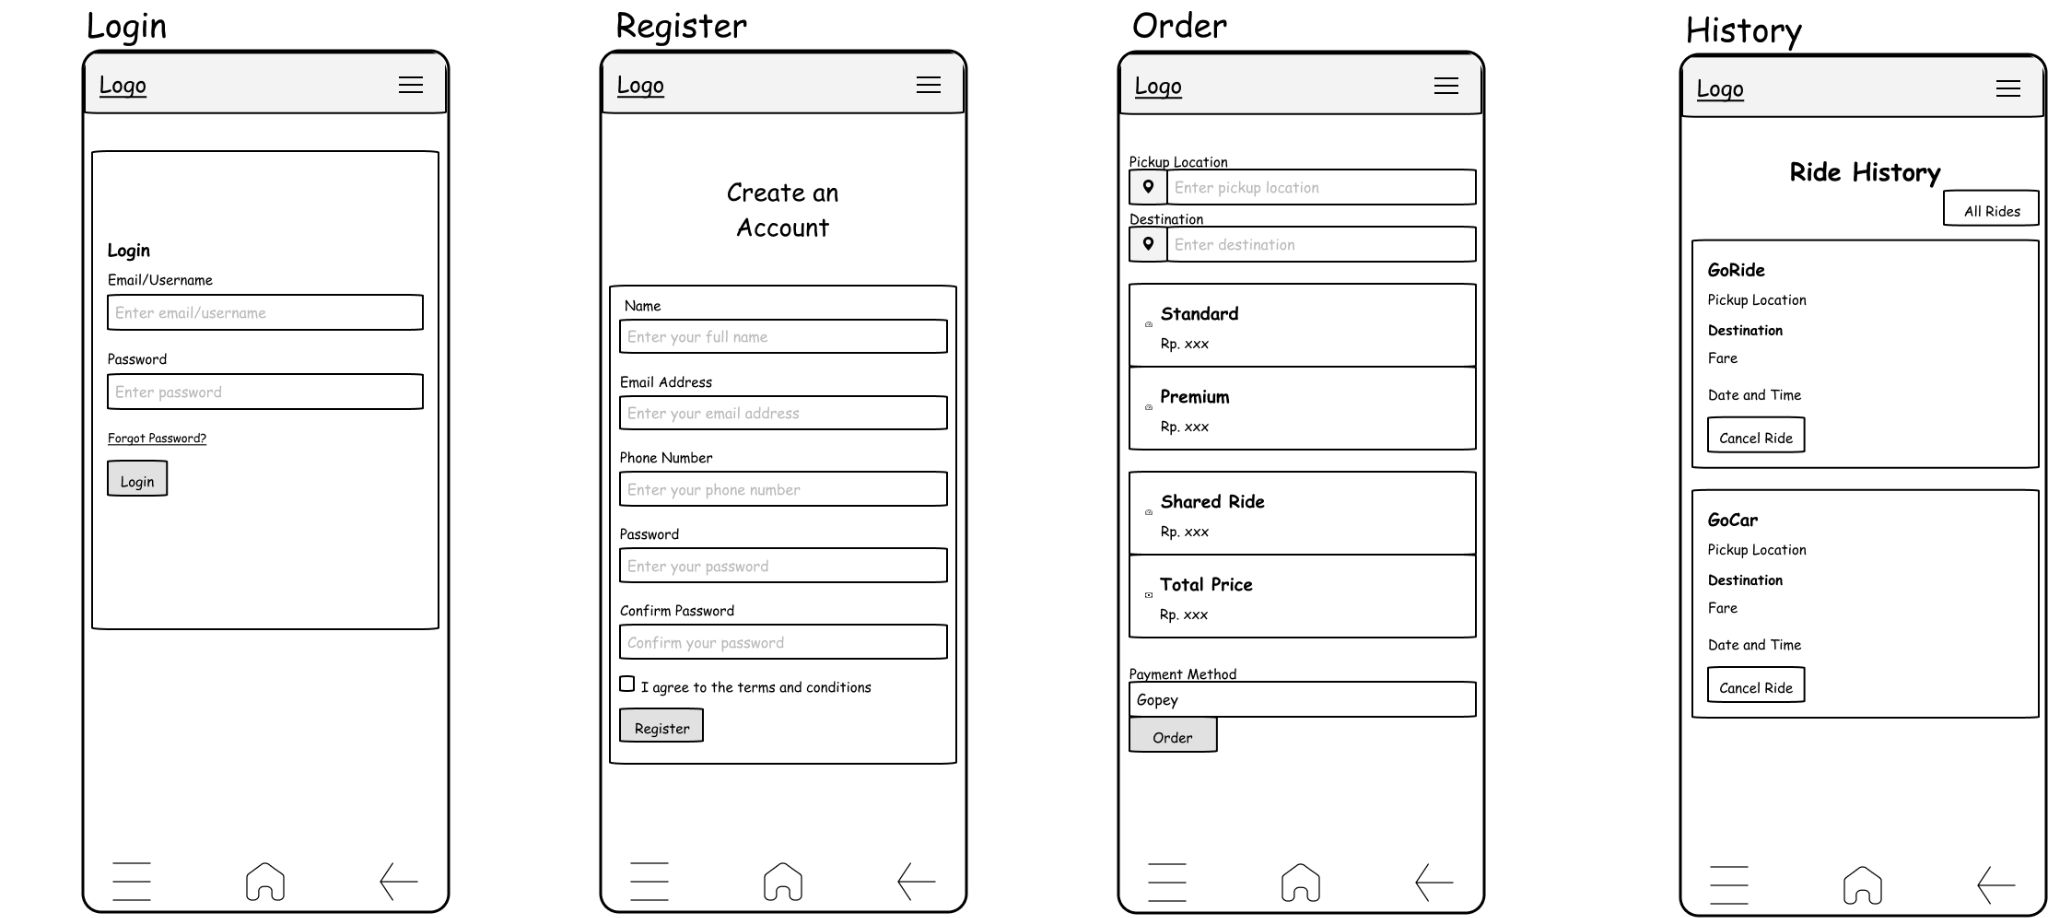 Login
Logo
Login
Email/Username
Enter email/username
Password
Enter password
Forgot Password?
Login
Register
Logo
Create an
Account
Name
Enter your full name
Email Address
Enter your email address
Phone Number
Enter your phone number
Password
Enter your password
Confirm Password
Confirm your password
I agree to the terms and conditions
Register
Order
Logo
Pickup Location
Enter pickup location
Destination
Enter destination
Standard
Rp. xxx
Premium
Rp. xxx
Shared Ride
Rp. xxx
Total Price
Rp. xxx
Payment Method
Gopey
Order
History
Logo
Ride History
All Rides
GoRide
Pickup Location
Destination
Fare
Date and Time
Cancel Ride
GoCar
Pickup Location
Destination
Fare
Date and Time
Cancel Ride